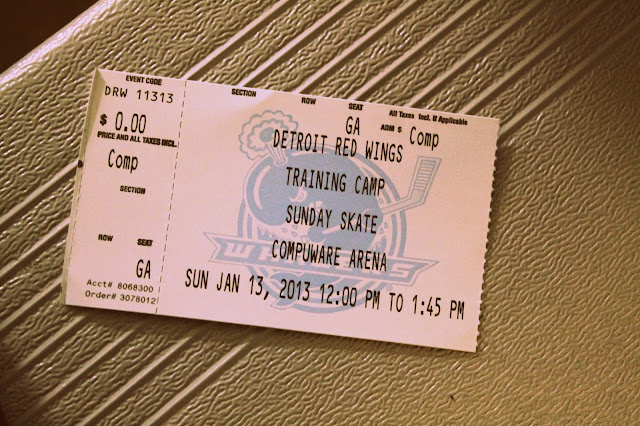 EVENT CODE
DRW 11313
$ 0.00
PRICE AND ALL TAXES INCL.
Comp
SECTION
ROW SEAT
GA
Acct# 8068300
Order# 3078012
SECTION ROW SEAT All Taxes Incl. If Applicable
GA ADM $ Comp
DETROIT RED WINGS
TRAINING CAMP
SUNDAY SKATE
COMPUWARE ARENA
SUN JAN 13, 2013 12:00 PM TO 1:45 PM